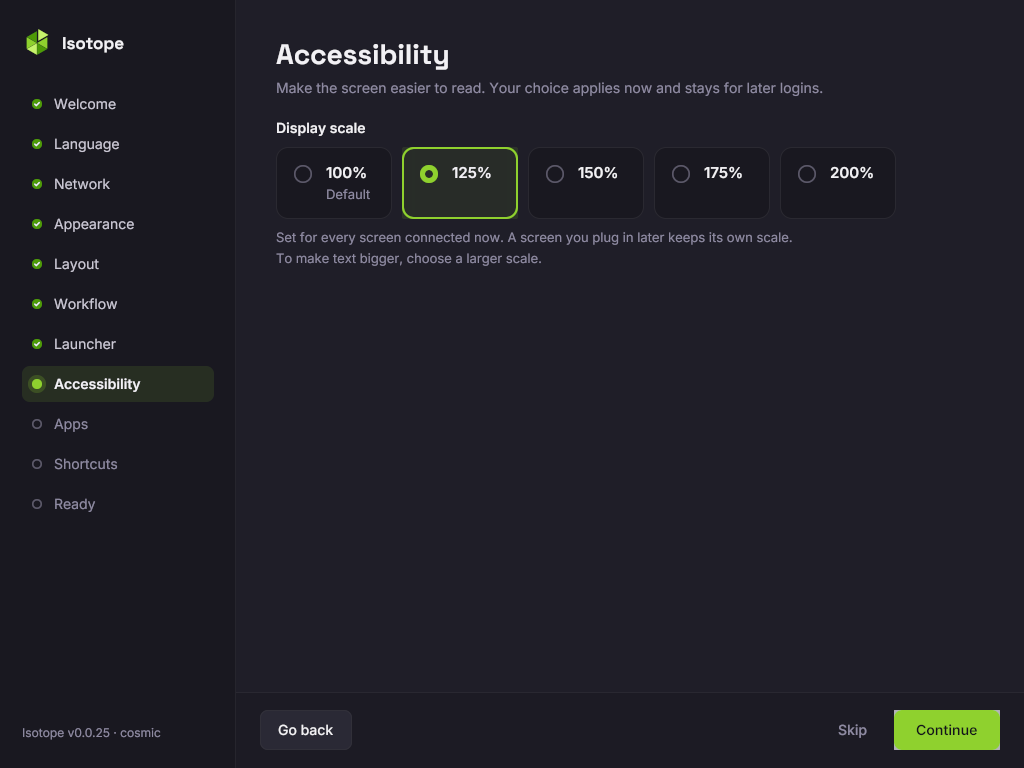 Isotope
Welcome
Language
Network
Appearance
Layout
Workflow
Launcher
Accessibility
Apps
Shortcuts
Ready
Isotope v0.0.25 · cosmic
Accessibility
Make the screen easier to read. Your choice applies now and stays for later logins.
Display scale
100%
Default
125%
150%
175%
200%
Set for every screen connected now. A screen you plug in later keeps its own scale.
To make text bigger, choose a larger scale.
Go back
Skip
Continue